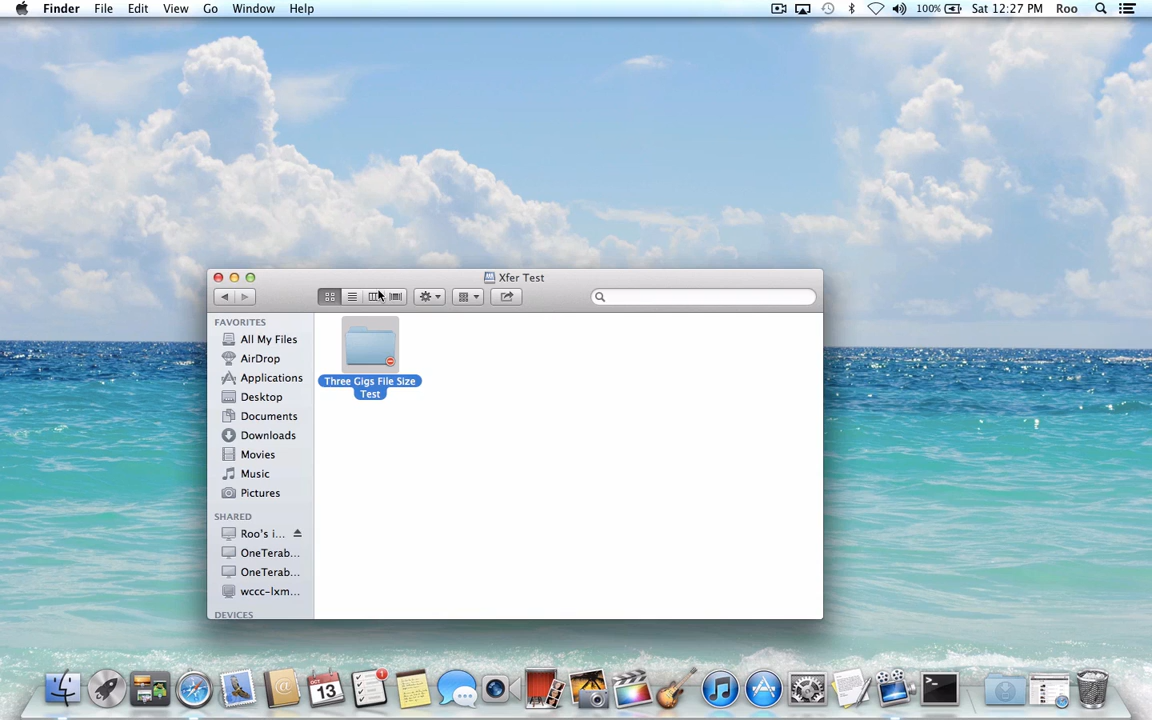 Finder File Edit View Go Window Help 100% Sat 12:27 PM Roo
Xfer Test
FAVORITES
All My Files
AirDrop
Applications
Desktop
Documents
Downloads
Movies
Music
Pictures
SHARED
Roo's i...
OneTerab...
OneTerab...
wccc-lxm...
DEVICES
Three Gigs File Size
Test
OCT
13
1